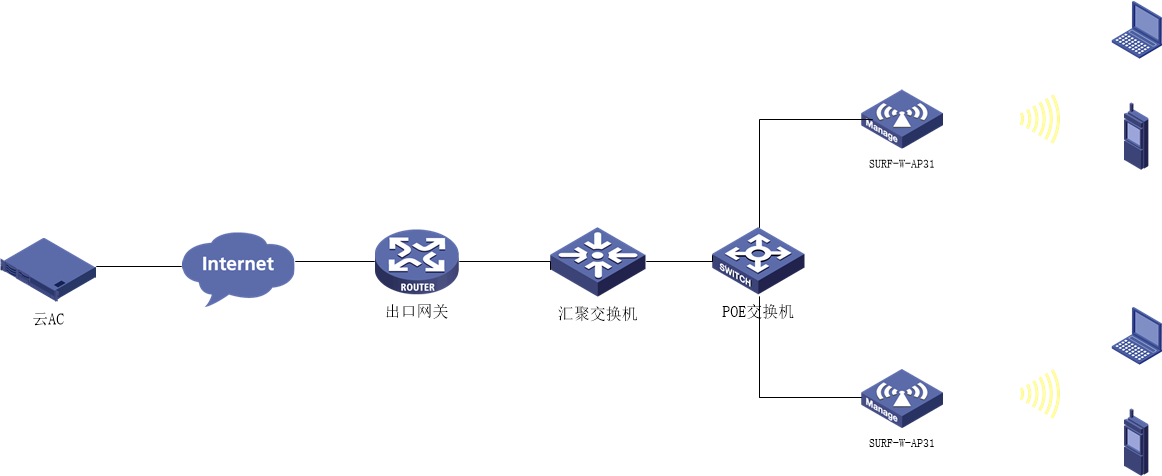 Manage
SURF-W-AP31
云AC
Internet
ROUTER
出口网关
汇聚交换机
SWITCH
POE交换机
Manage
SURF-W-AP31